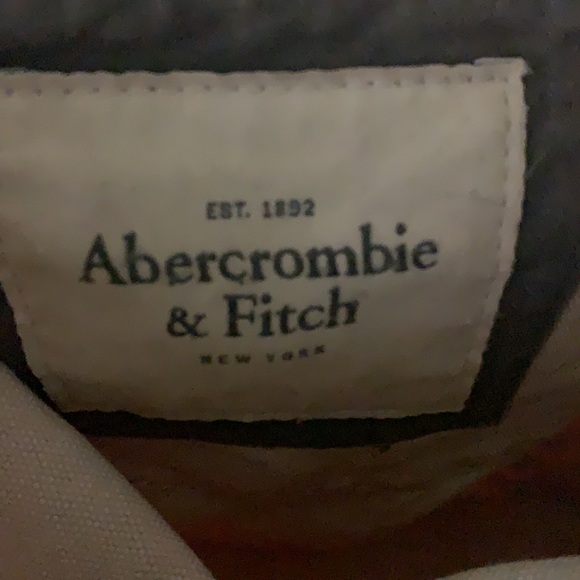 EST. 1892
Abercrombie
& Fitch
NEW YORK